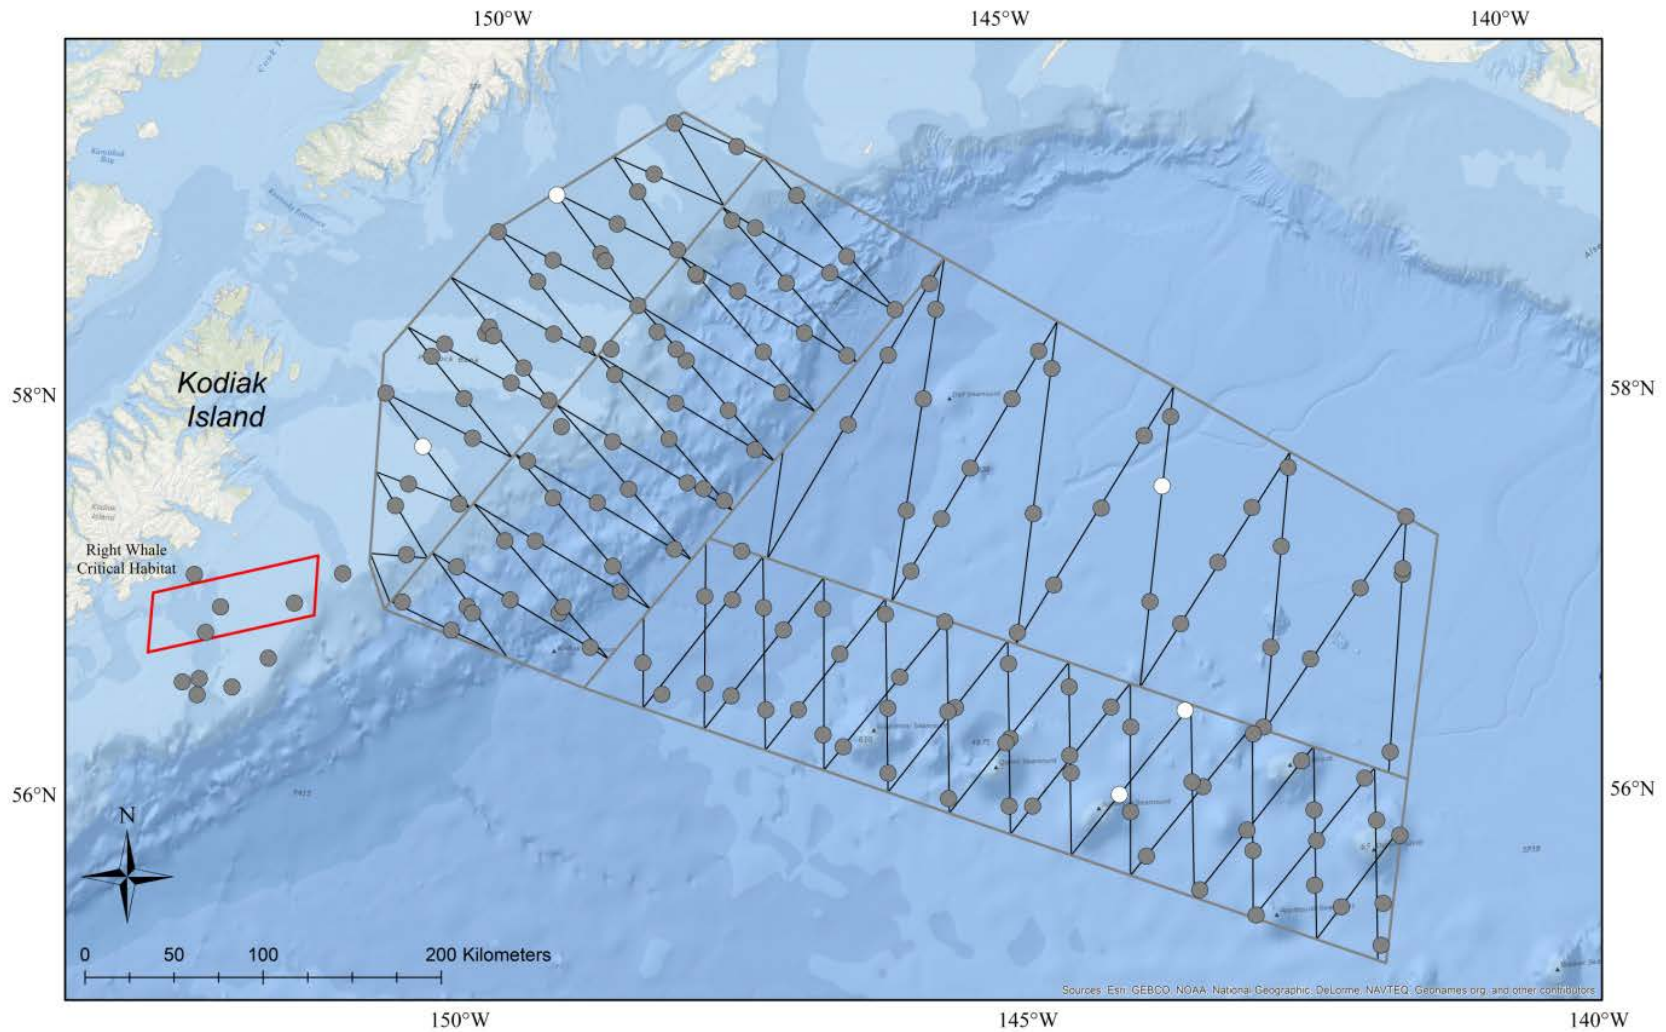 150°W
145°W
140°W
58°N
58°N
Kodiak
Island
Right Whale
Critical Habitat
56°N
56°N
N
0
50
100
200 Kilometers
Sources: Esri, GEBCO, NOAA, National Geographic, DeLorme, NAVTEQ, Geonames.org, and other contributors
150°W
145°W
140°W